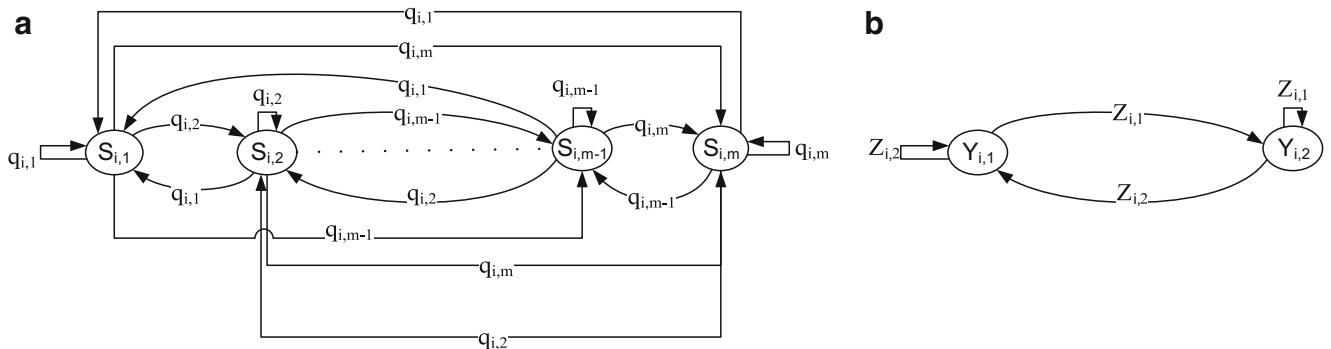 a
b
q_{i,1}
q_{i,m}
q_{i,1}
q_{i,2}
q_{i,m-1}
q_{i,2}
q_{i,m-1}
q_{i,m}
q_{i,1}
S_{i,1}
S_{i,2}
S_{i,m-1}
S_{i,m}
q_{i,m}
q_{i,1}
q_{i,2}
q_{i,m-1}
q_{i,m-1}
q_{i,m}
q_{i,2}
Z_{i,1}
Z_{i,1}
Z_{i,2}
Y_{i,1}
Y_{i,2}
Z_{i,2}